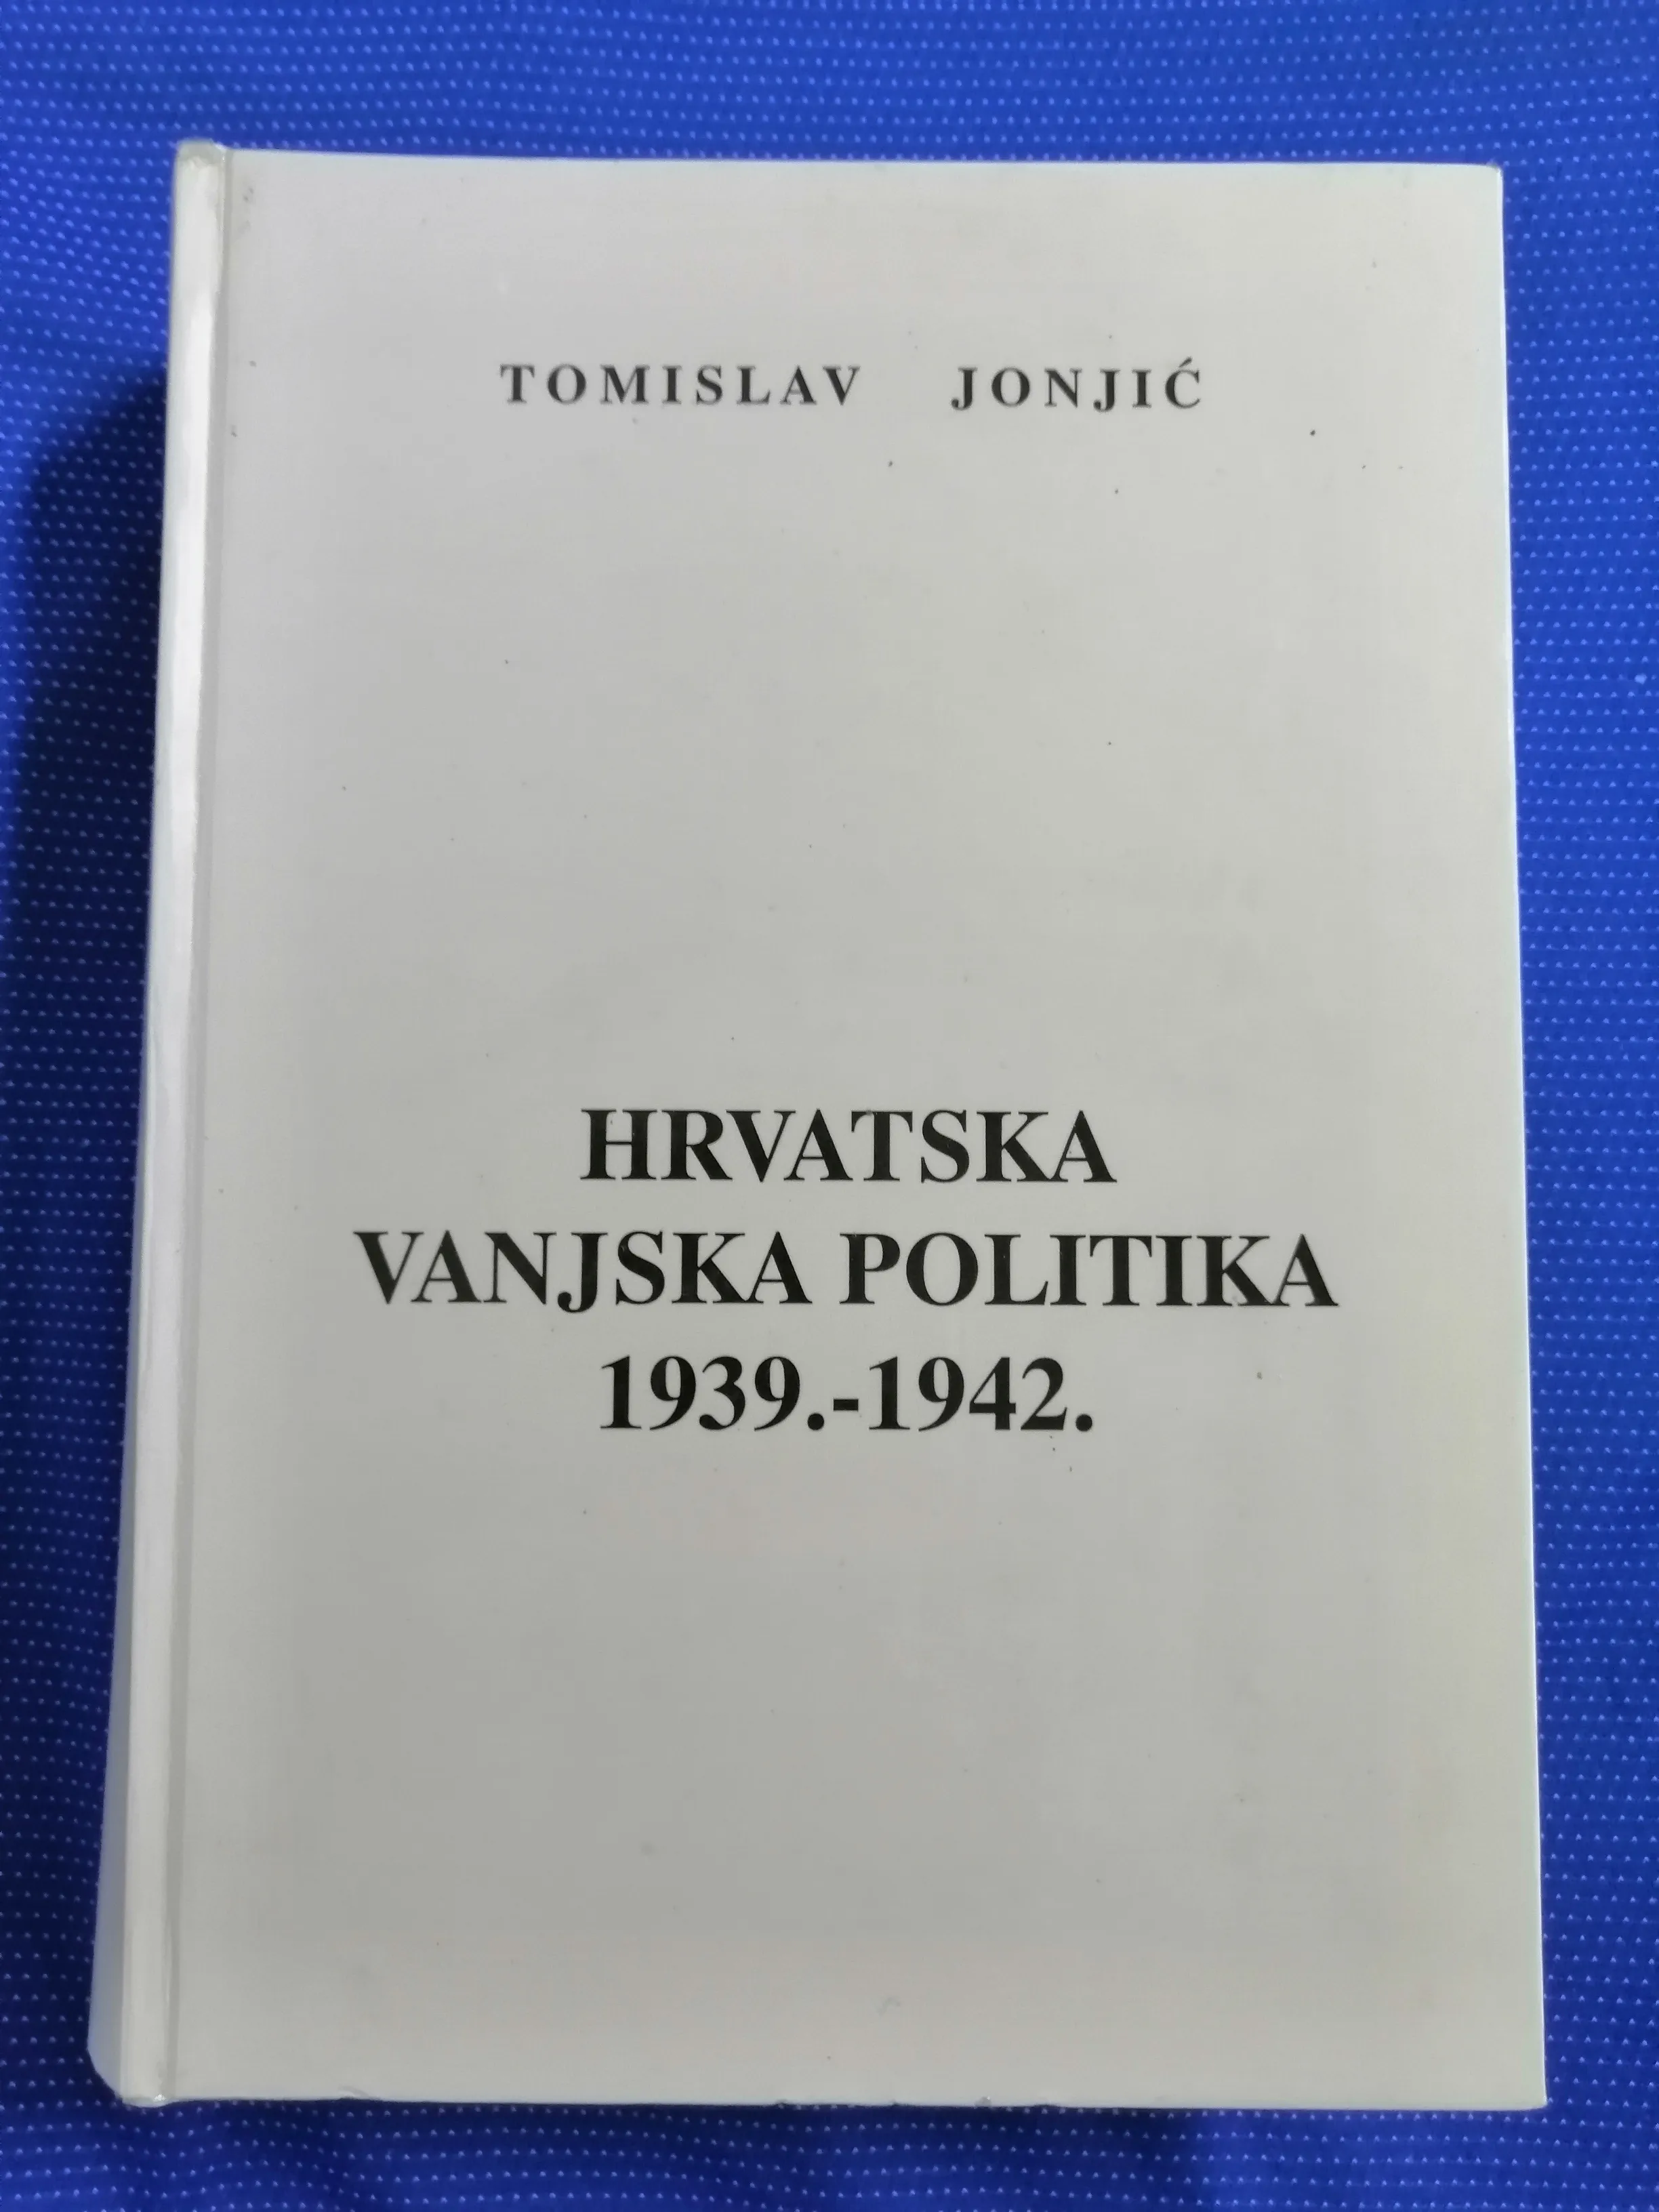 TOMISLAV JONJIĆ
HRVATSKA
VANJSKA POLITIKA
1939.-1942.